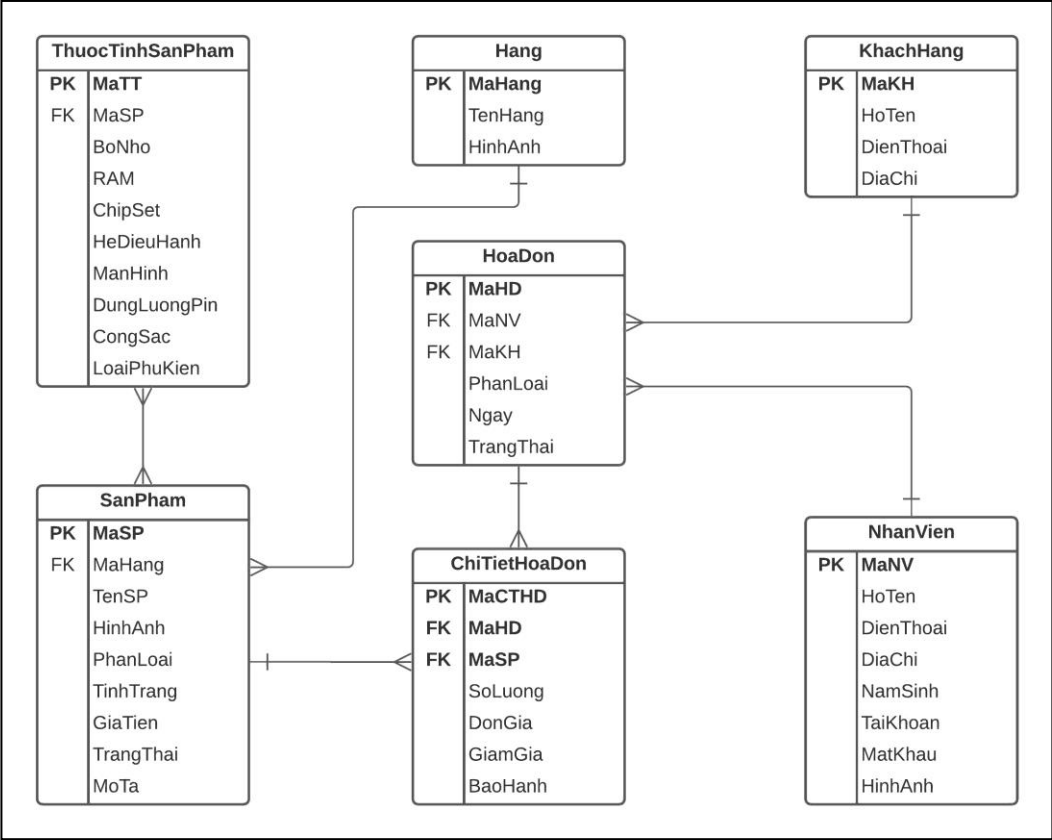 ThuocTinhSanPham
PK MaTT
FK MaSP
BoNho
RAM
ChipSet
HeDieuHanh
ManHinh
DungLuongPin
CongSac
LoaiPhuKien
Hang
PK MaHang
TenHang
HinhAnh
KhachHang
PK MaKH
HoTen
DienThoai
DiaChi
HoaDon
PK MaHD
FK MaNV
FK MaKH
PhanLoai
Ngay
TrangThai
SanPham
PK MaSP
FK MaHang
TenSP
HinhAnh
PhanLoai
TinhTrang
GiaTien
TrangThai
MoTa
ChiTietHoaDon
PK MaCTHD
FK MaHD
FK MaSP
SoLuong
DonGia
GiamGia
BaoHanh
NhanVien
PK MaNV
HoTen
DienThoai
DiaChi
NamSinh
TaiKhoan
MatKhau
HinhAnh